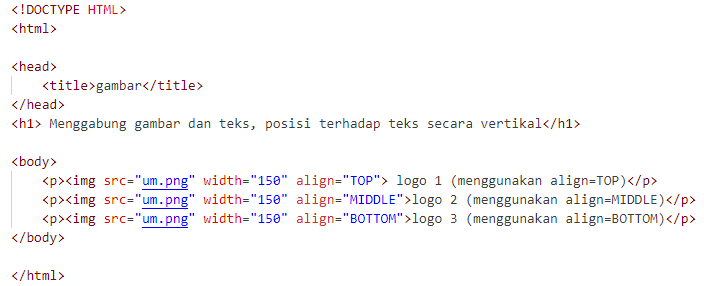 <!DOCTYPE HTML>
<html>
<head>
<title>gambar</title>
</head>
<h1> Menggabung gambar dan teks, posisi terhadap teks secara vertikal</h1>
<body>
<p><img src="um.png" width="150" align="TOP"> logo 1 (menggunakan align=TOP)</p>
<p><img src="um.png" width="150" align="MIDDLE">logo 2 (menggunakan align=MIDDLE)</p>
<p><img src="um.png" width="150" align="BOTTOM">logo 3 (menggunakan align=BOTTOM)</p>
</body>
</html>